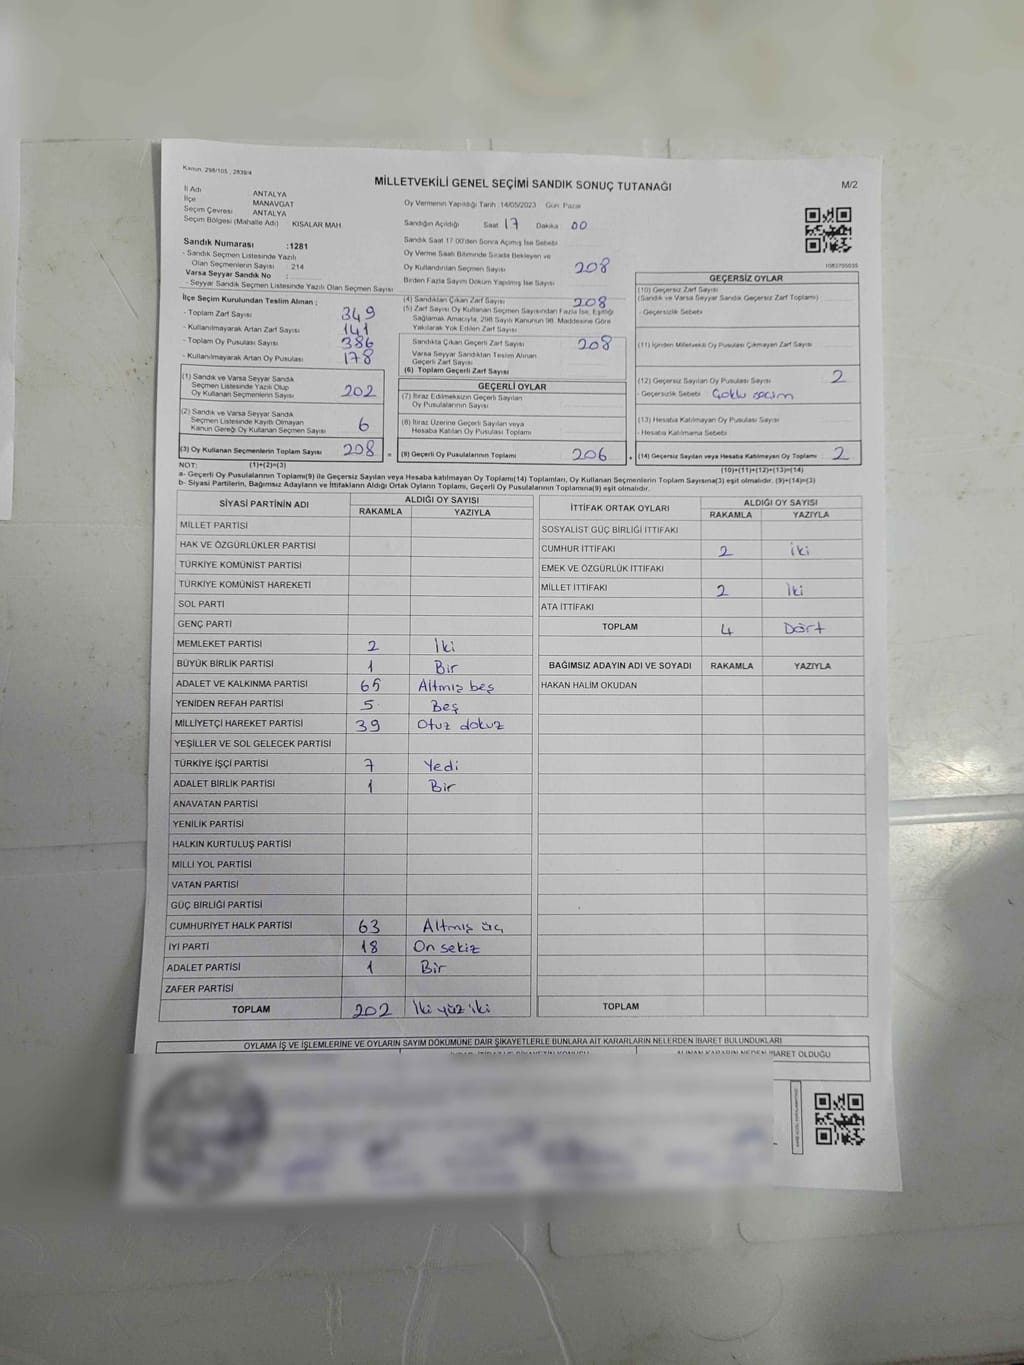 Kanun, 298/105 , 2839/4
MİLLETVEKİLİ GENEL SEÇİMİ SANDIK SONUÇ TUTANAĞI
M/2
İl Adı : ANTALYA
İlçe : MANAVGAT
Seçim Çevresi : ANTALYA
Seçim Bölgesi (Mahalle Adı) KISALAR MAH.
Sandık Numarası :1281
- Sandık Seçmen Listesinde Yazılı
Olan Seçmenlerin Sayısı : 214
Varsa Seyyar Sandık No :
- Seyyar Sandık Seçmen Listesinde Yazılı Olan Seçmen Sayısı
Oy Vermenin Yapıldığı Tarih :14/05/2023 Gün: Pazar
Sandığın Açıldığı Saat 17 Dakika 00
Sandık Saat 17:00'den Sonra Açılmış İse Sebebi
Oy Verme Saati Bitiminde Sırada Bekleyen ve
Oy Kullandırılan Seçmen Sayısı 208
Birden Fazla Sayım Döküm Yapılmış İse Sayısı
1083705035
İlçe Seçim Kurulundan Teslim Alınan ;
- Toplam Zarf Sayısı : 349
- Kullanılmayarak Artan Zarf Sayısı : 141
- Toplam Oy Pusulası Sayısı : 386
- Kullanılmayarak Artan Oy Pusulası : 178
(4) Sandıktan Çıkan Zarf Sayısı 208
(5) Zarf Sayısı Oy Kullanan Seçmen Sayısından Fazla İse, Eşitliği
Sağlamak Amacıyla, 298 Sayılı Kanunun 98. Maddesine Göre
Yakılarak Yok Edilen Zarf Sayısı
Sandıkta Çıkan Geçerli Zarf Sayısı 208
Varsa Seyyar Sandıktan Teslim Alınan
Geçerli Zarf Sayısı
(6) Toplam Geçerli Zarf Sayısı
GEÇERSİZ OYLAR
(10) Geçersiz Zarf Sayısı
(Sandık ve Varsa Seyyar Sandık Geçersiz Zarf Toplamı)
- Geçersizlik Sebebi
(11) İçinden Milletvekili Oy Pusulası Çıkmayan Zarf Sayısı
(12) Geçersiz Sayılan Oy Pusulası Sayısı 2
- Geçersizlik Sebebi Çoklu seçim
(13) Hesaba Katılmayan Oy Pusulası Sayısı
- Hesaba Katılmama Sebebi
(14) Geçersiz Sayılan veya Hesaba Katılmayan Oy Toplamı 2
(10)+(11)+(12)+(13)=(14)
(1) Sandık ve Varsa Seyyar Sandık
Seçmen Listesinde Yazılı Olup
Oy Kullanan Seçmenlerin Sayısı 202
(2) Sandık ve Varsa Seyyar Sandık
Seçmen Listesinde Kayıtlı Olmayan
Kanun Gereği Oy Kullanan Seçmen Sayısı 6
(3) Oy Kullanan Seçmenlerin Toplam Sayısı 208 =
(1)+(2)=(3)
GEÇERLİ OYLAR
(7) İtiraz Edilmeksizin Geçerli Sayılan
Oy Pusulalarının Sayısı
(8) İtiraz Üzerine Geçerli Sayılan veya
Hesaba Katılan Oy Pusulası Toplamı
(9) Geçerli Oy Pusulalarının Toplamı 206 +
NOT:
a- Geçerli Oy Pusulalarının Toplamı(9) ile Geçersiz Sayılan veya Hesaba katılmayan Oy Toplamı(14) Toplamları, Oy Kullanan Seçmenlerin Toplam Sayısına(3) eşit olmalıdır. (9)+(14)=(3)
b- Siyasi Partilerin, Bağımsız Adayların ve İttifakların Aldığı Ortak Oyların Toplamı, Geçerli Oy Pusulalarının Toplamına(9) eşit olmalıdır.
SİYASİ PARTİNİN ADI ALDIĞI OY SAYISI
RAKAMLA YAZIYLA
MİLLET PARTİSİ
HAK VE ÖZGÜRLÜKLER PARTİSİ
TÜRKİYE KOMÜNİST PARTİSİ
TÜRKİYE KOMÜNİST HAREKETİ
SOL PARTİ
GENÇ PARTİ
MEMLEKET PARTİSİ 2 İki
BÜYÜK BİRLİK PARTİSİ 1 Bir
ADALET VE KALKINMA PARTİSİ 65 Altmış beş
YENİDEN REFAH PARTİSİ 5 Beş
MİLLİYETÇİ HAREKET PARTİSİ 39 Otuz dokuz
YEŞİLLER VE SOL GELECEK PARTİSİ
TÜRKİYE İŞÇİ PARTİSİ 7 Yedi
ADALET BİRLİK PARTİSİ 1 Bir
ANAVATAN PARTİSİ
YENİLİK PARTİSİ
HALKIN KURTULUŞ PARTİSİ
MİLLİ YOL PARTİSİ
VATAN PARTİSİ
GÜÇ BİRLİĞİ PARTİSİ
CUMHURİYET HALK PARTİSİ 63 Altmış üç
İYİ PARTİ 18 On sekiz
ADALET PARTİSİ 1 Bir
ZAFER PARTİSİ
TOPLAM 202 İki yüz iki
İTTİFAK ORTAK OYLARI ALDIĞI OY SAYISI
RAKAMLA YAZIYLA
SOSYALİST GÜÇ BİRLİĞİ İTTİFAKI
CUMHUR İTTİFAKI 2 İki
EMEK VE ÖZGÜRLÜK İTTİFAKI
MİLLET İTTİFAKI 2 İki
ATA İTTİFAKI
TOPLAM 4 Dört
BAĞIMSIZ ADAYIN ADI VE SOYADI RAKAMLA YAZIYLA
HAKAN HALİM OKUDAN
TOPLAM
OYLAMA İŞ VE İŞLEMLERİNE VE OYLARIN SAYIM DÖKÜMÜNE DAİR ŞİKAYETLERLE BUNLARA AİT KARARLARIN NELERDEN İBARET BULUNDUKLARI
ALINAN KARARIN NEDEN İBARET OLDUĞU